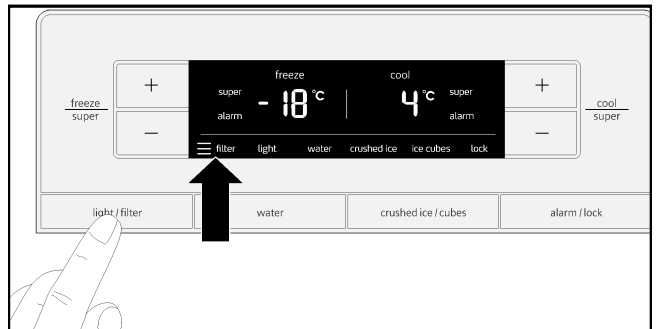 freeze cool
super super
- 18 °C 4 °C
alarm alarm
filter light water crushed ice ice cubes lock
freeze
super
+
−
+
−
cool
super
light / filter water crushed ice / cubes alarm / lock